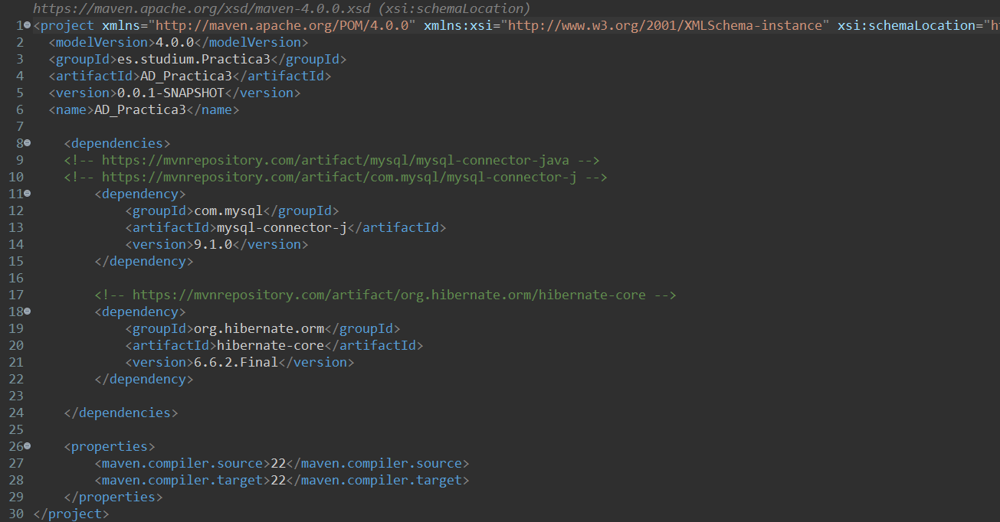 https://maven.apache.org/xsd/maven-4.0.0.xsd (xsi:schemaLocation)
1 <project xmlns="http://maven.apache.org/POM/4.0.0" xmlns:xsi="http://www.w3.org/2001/XMLSchema-instance" xsi:schemaLocation="h
2 <modelVersion>4.0.0</modelVersion>
3 <groupId>es.studium.Practica3</groupId>
4 <artifactId>AD_Practica3</artifactId>
5 <version>0.0.1-SNAPSHOT</version>
6 <name>AD_Practica3</name>
7
8 <dependencies>
9 <!-- https://mvnrepository.com/artifact/mysql/mysql-connector-java -->
10 <!-- https://mvnrepository.com/artifact/com.mysql/mysql-connector-j -->
11 <dependency>
12 <groupId>com.mysql</groupId>
13 <artifactId>mysql-connector-j</artifactId>
14 <version>9.1.0</version>
15 </dependency>
16
17 <!-- https://mvnrepository.com/artifact/org.hibernate.orm/hibernate-core -->
18 <dependency>
19 <groupId>org.hibernate.orm</groupId>
20 <artifactId>hibernate-core</artifactId>
21 <version>6.6.2.Final</version>
22 </dependency>
23
24 </dependencies>
25
26 <properties>
27 <maven.compiler.source>22</maven.compiler.source>
28 <maven.compiler.target>22</maven.compiler.target>
29 </properties>
30 </project>